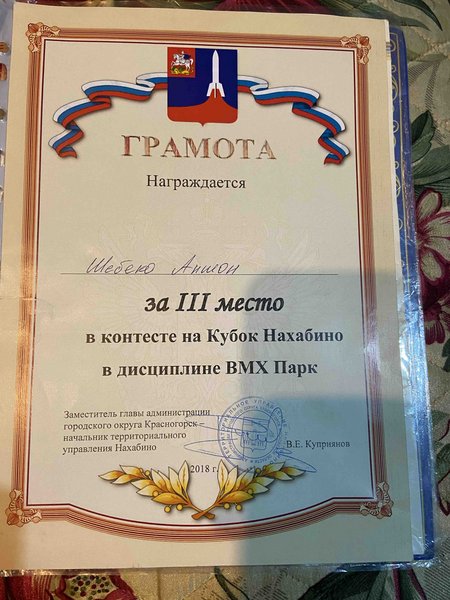 ГРАМОТА
Награждается
Шебеко Антон
за III место
в контесте на Кубок Нахабино
в дисциплине ВМХ Парк
Заместитель главы администрации
городского округа Красногорск –
начальник территориального
управления Нахабино
В.Е. Куприянов
2018 г.